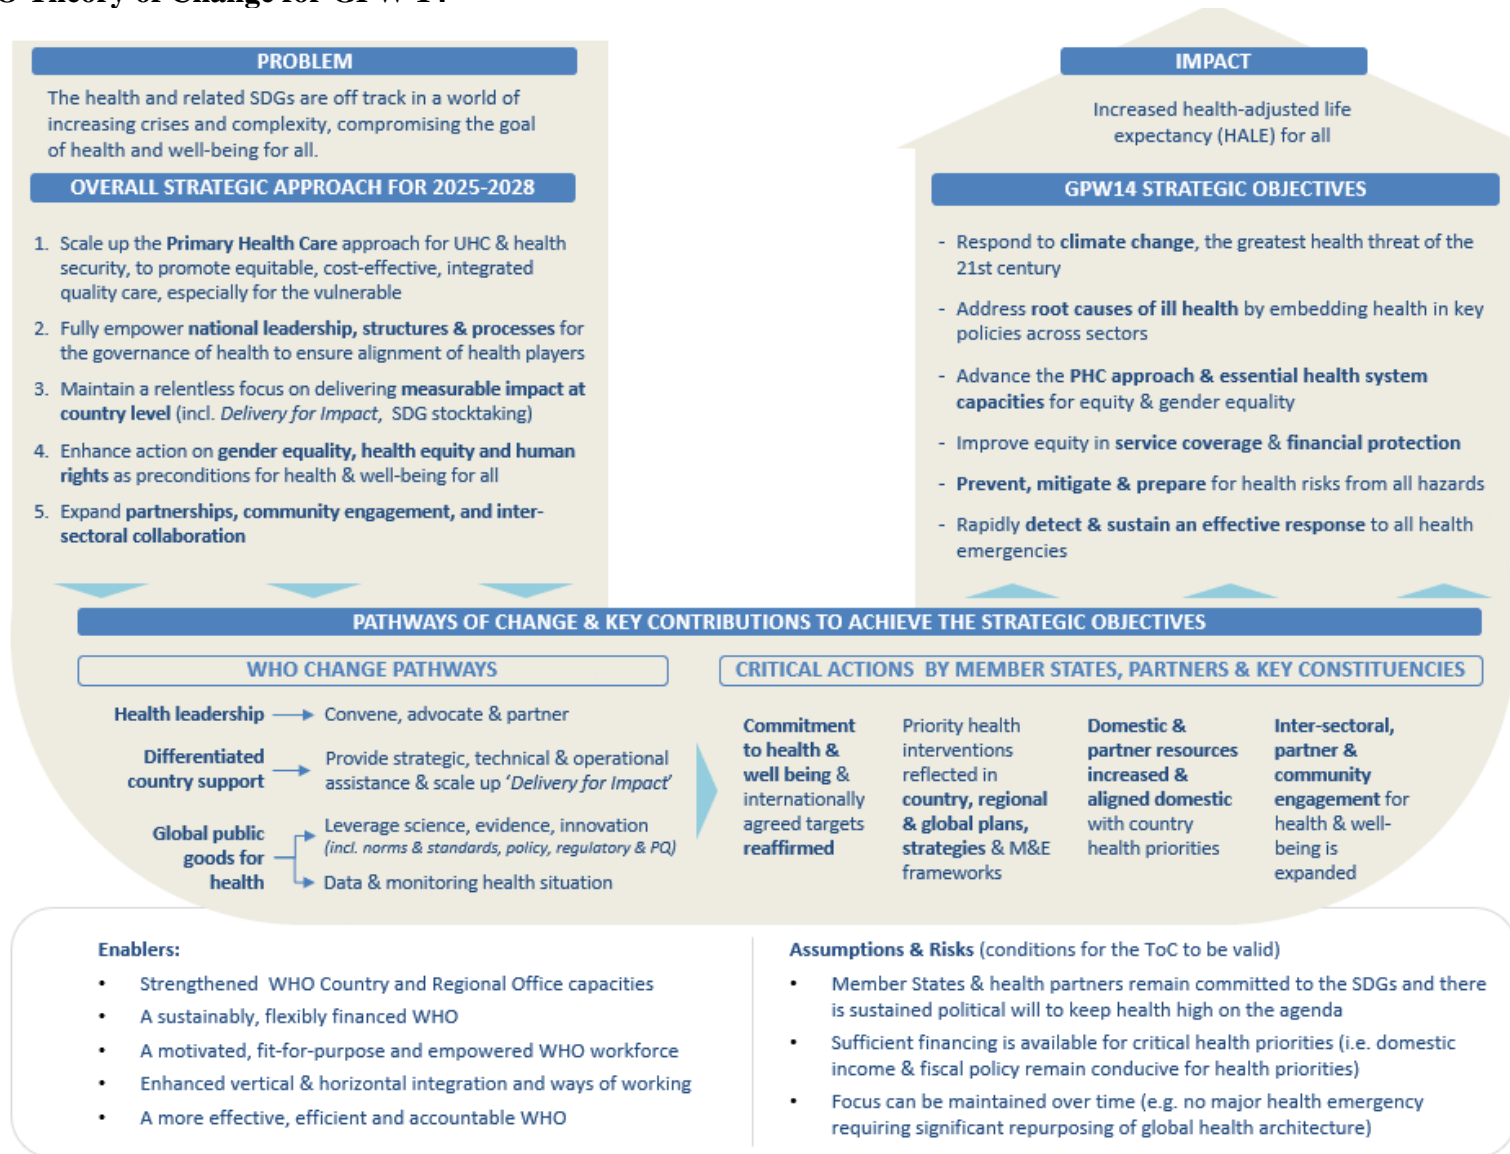 Theory of Change for GPW 14
PROBLEM
The health and related SDGs are off track in a world of
increasing crises and complexity, compromising the goal
of health and well-being for all.
OVERALL STRATEGIC APPROACH FOR 2025-2028
1. Scale up the Primary Health Care approach for UHC & health
security, to promote equitable, cost-effective, integrated
quality care, especially for the vulnerable
2. Fully empower national leadership, structures & processes for
the governance of health to ensure alignment of health players
3. Maintain a relentless focus on delivering measurable impact at
country level (incl. Delivery for Impact, SDG stocktaking)
4. Enhance action on gender equality, health equity and human
rights as preconditions for health & well-being for all
5. Expand partnerships, community engagement, and inter-
sectoral collaboration
IMPACT
Increased health-adjusted life
expectancy (HALE) for all
GPW14 STRATEGIC OBJECTIVES
- Respond to climate change, the greatest health threat of the
21st century
- Address root causes of ill health by embedding health in key
policies across sectors
- Advance the PHC approach & essential health system
capacities for equity & gender equality
- Improve equity in service coverage & financial protection
- Prevent, mitigate & prepare for health risks from all hazards
- Rapidly detect & sustain an effective response to all health
emergencies
PATHWAYS OF CHANGE & KEY CONTRIBUTIONS TO ACHIEVE THE STRATEGIC OBJECTIVES
WHO CHANGE PATHWAYS
Health leadership
Convene, advocate & partner
Differentiated
country support
Provide strategic, technical & operational
assistance & scale up ‘Delivery for Impact’
Global public
goods for
health
Leverage science, evidence, innovation
(incl. norms & standards, policy, regulatory & PQ)
Data & monitoring health situation
CRITICAL ACTIONS BY MEMBER STATES, PARTNERS & KEY CONSTITUENCIES
Commitment
to health &
well being &
internationally
agreed targets
reaffirmed
Priority health
interventions
reflected in
country, regional
& global plans,
strategies & M&E
frameworks
Domestic &
partner resources
increased &
aligned domestic
with country
health priorities
Inter-sectoral,
partner &
community
engagement for
health & well-
being is
expanded
Enablers:
• Strengthened WHO Country and Regional Office capacities
• A sustainably, flexibly financed WHO
• A motivated, fit-for-purpose and empowered WHO workforce
• Enhanced vertical & horizontal integration and ways of working
• A more effective, efficient and accountable WHO
Assumptions & Risks (conditions for the ToC to be valid)
• Member States & health partners remain committed to the SDGs and there
is sustained political will to keep health high on the agenda
• Sufficient financing is available for critical health priorities (i.e. domestic
income & fiscal policy remain conducive for health priorities)
• Focus can be maintained over time (e.g. no major health emergency
requiring significant repurposing of global health architecture)